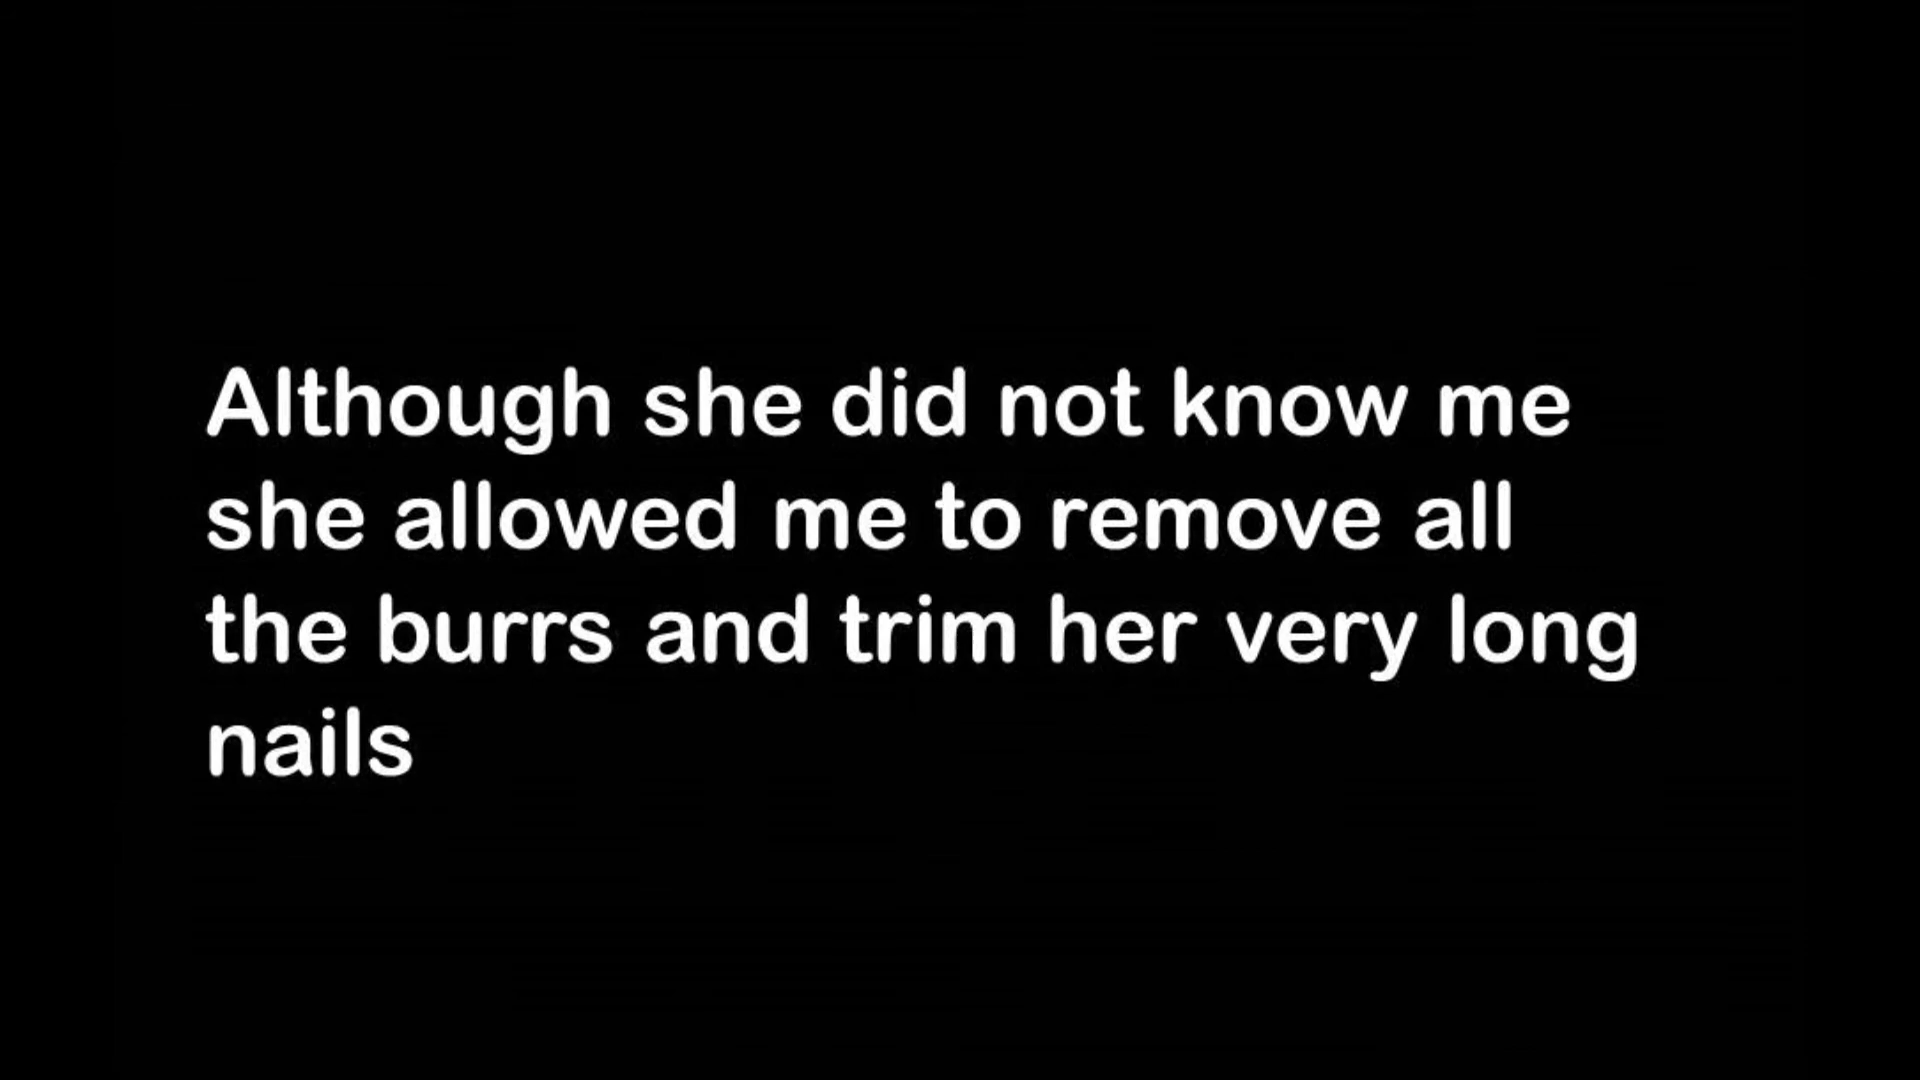 Although she did not know me
she allowed me to remove all
the burrs and trim her very long
nails